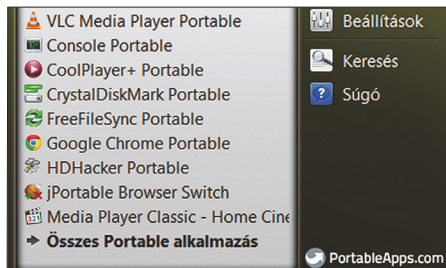 VLC Media Player Portable
Console Portable
CoolPlayer+ Portable
CrystalDiskMark Portable
FreeFileSync Portable
Google Chrome Portable
HDHacker Portable
jPortable Browser Switch
Media Player Classic - Home Cine
Összes Portable alkalmazás
Beállítások
Keresés
Súgó
PortableApps.com